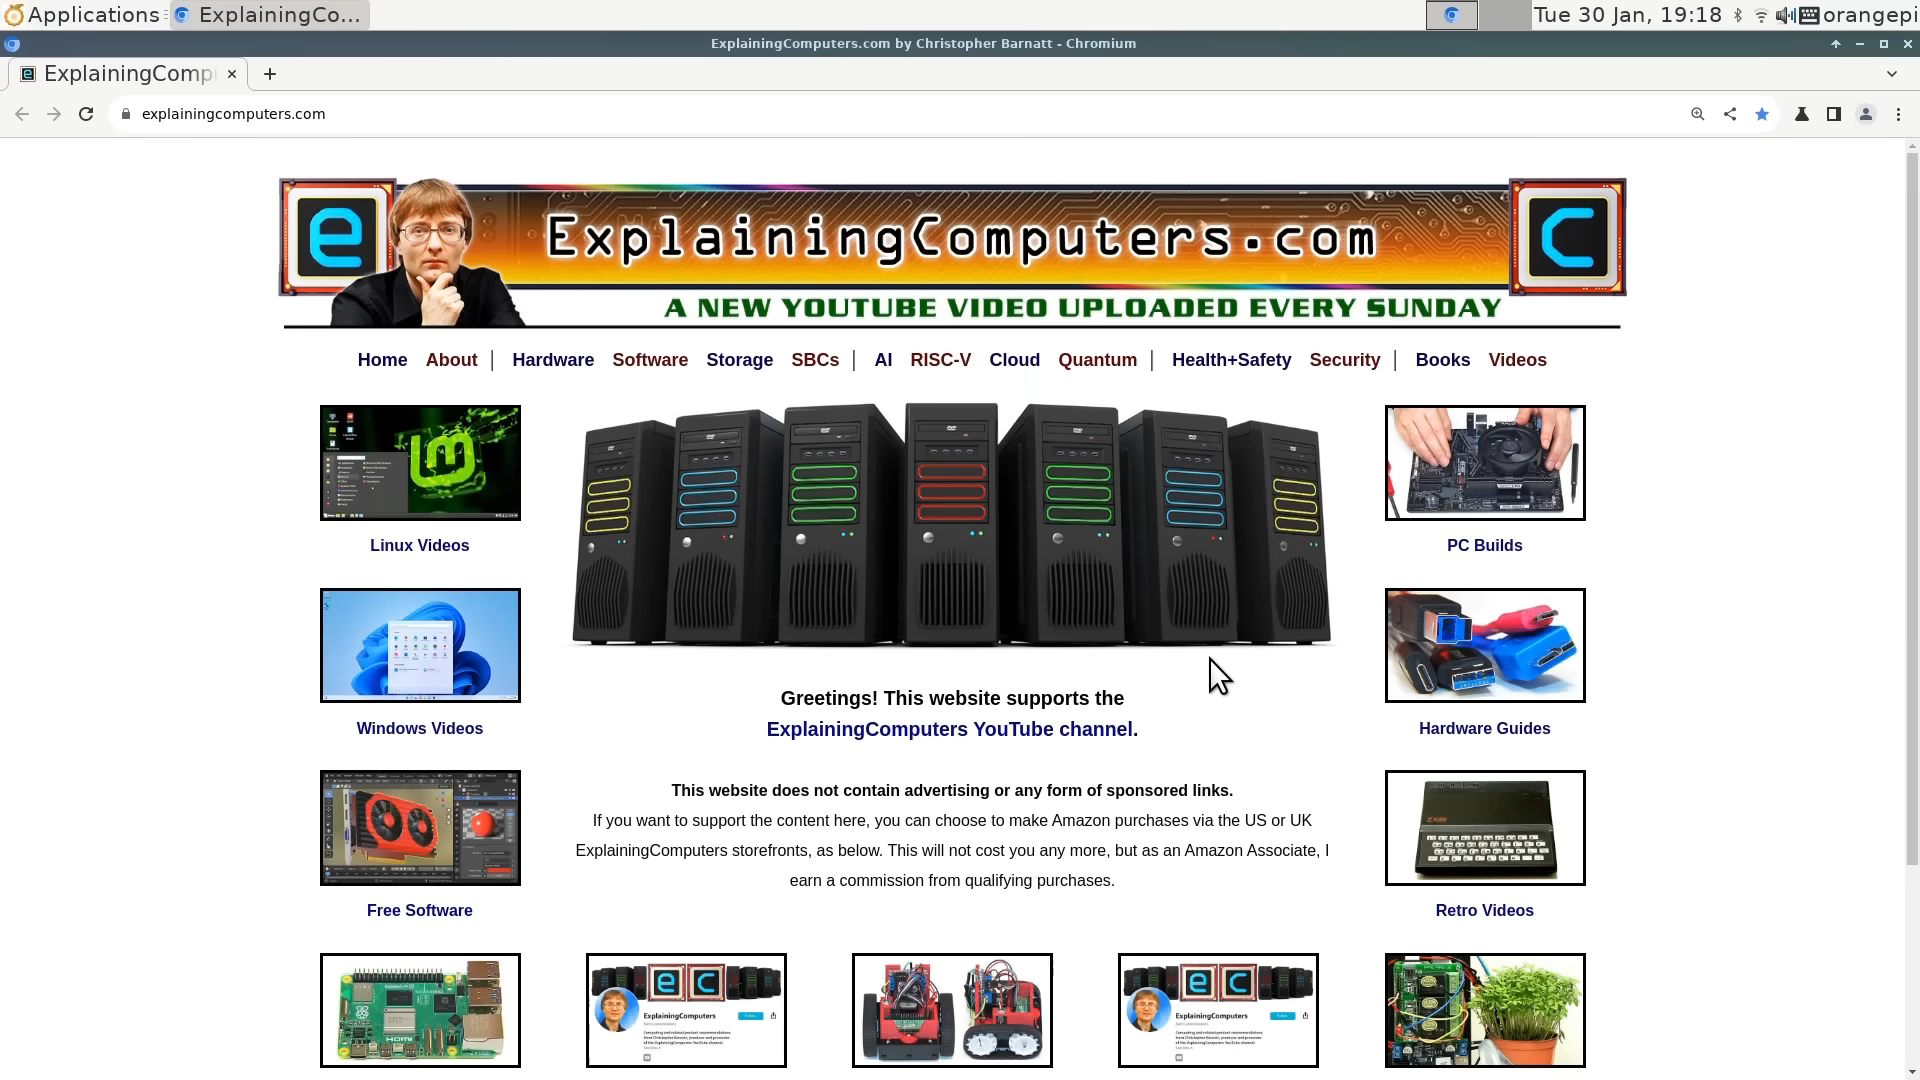 Applications
ExplainingCo...
Tue 30 Jan, 19:18
orangepi
ExplainingComputers.com by Christopher Barnatt - Chromium
ExplainingComp
explainingcomputers.com
e
ExplainingComputers.com
C
A NEW YOUTUBE VIDEO UPLOADED EVERY SUNDAY
Home About | Hardware Software Storage SBCs | AI RISC-V Cloud Quantum | Health+Safety Security | Books Videos
Linux Videos
PC Builds
Windows Videos
Hardware Guides
Greetings! This website supports the
ExplainingComputers YouTube channel.
This website does not contain advertising or any form of sponsored links.
If you want to support the content here, you can choose to make Amazon purchases via the US or UK
ExplainingComputers storefronts, as below. This will not cost you any more, but as an Amazon Associate, I
earn a commission from qualifying purchases.
Free Software
Retro Videos
HDMI
e C
ExplainingComputers
e C
ExplainingComputers